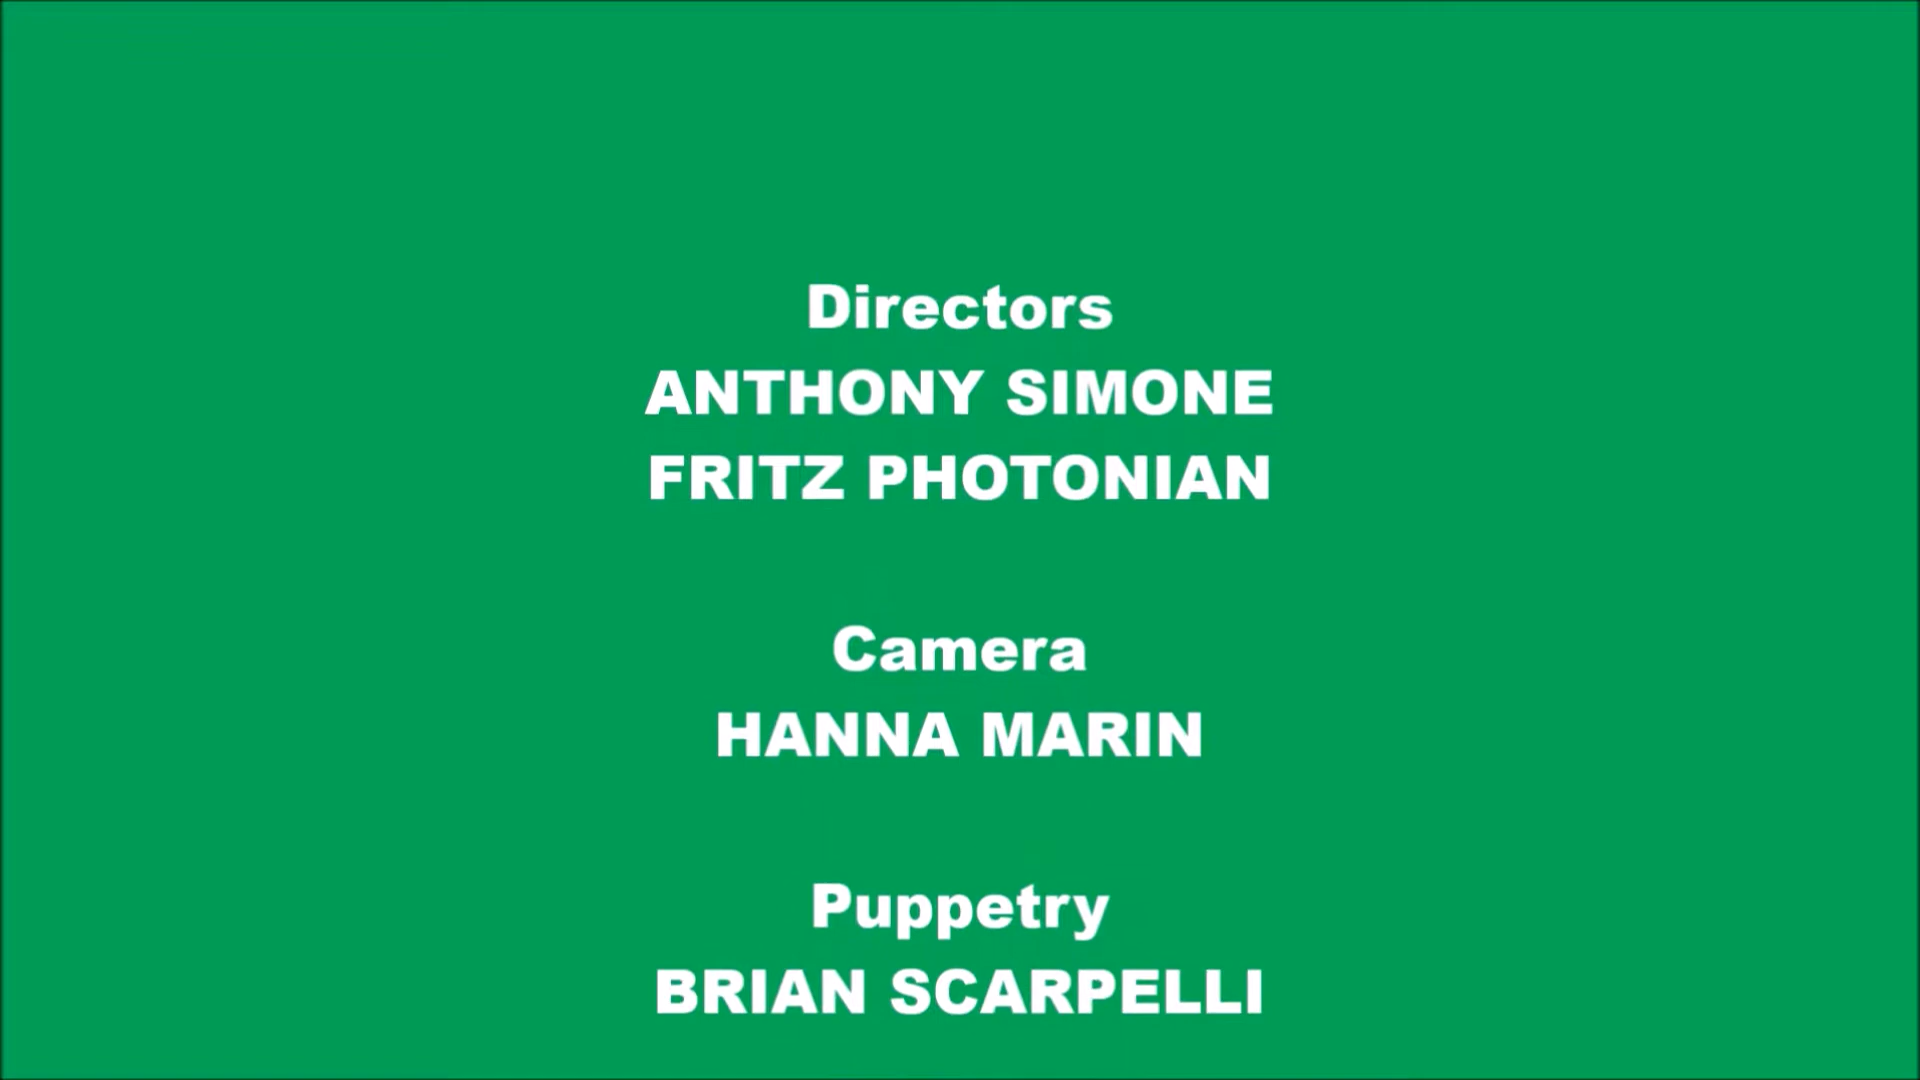 Directors
ANTHONY SIMONE
FRITZ PHOTONIAN
Camera
HANNA MARIN
Puppetry
BRIAN SCARPELLI